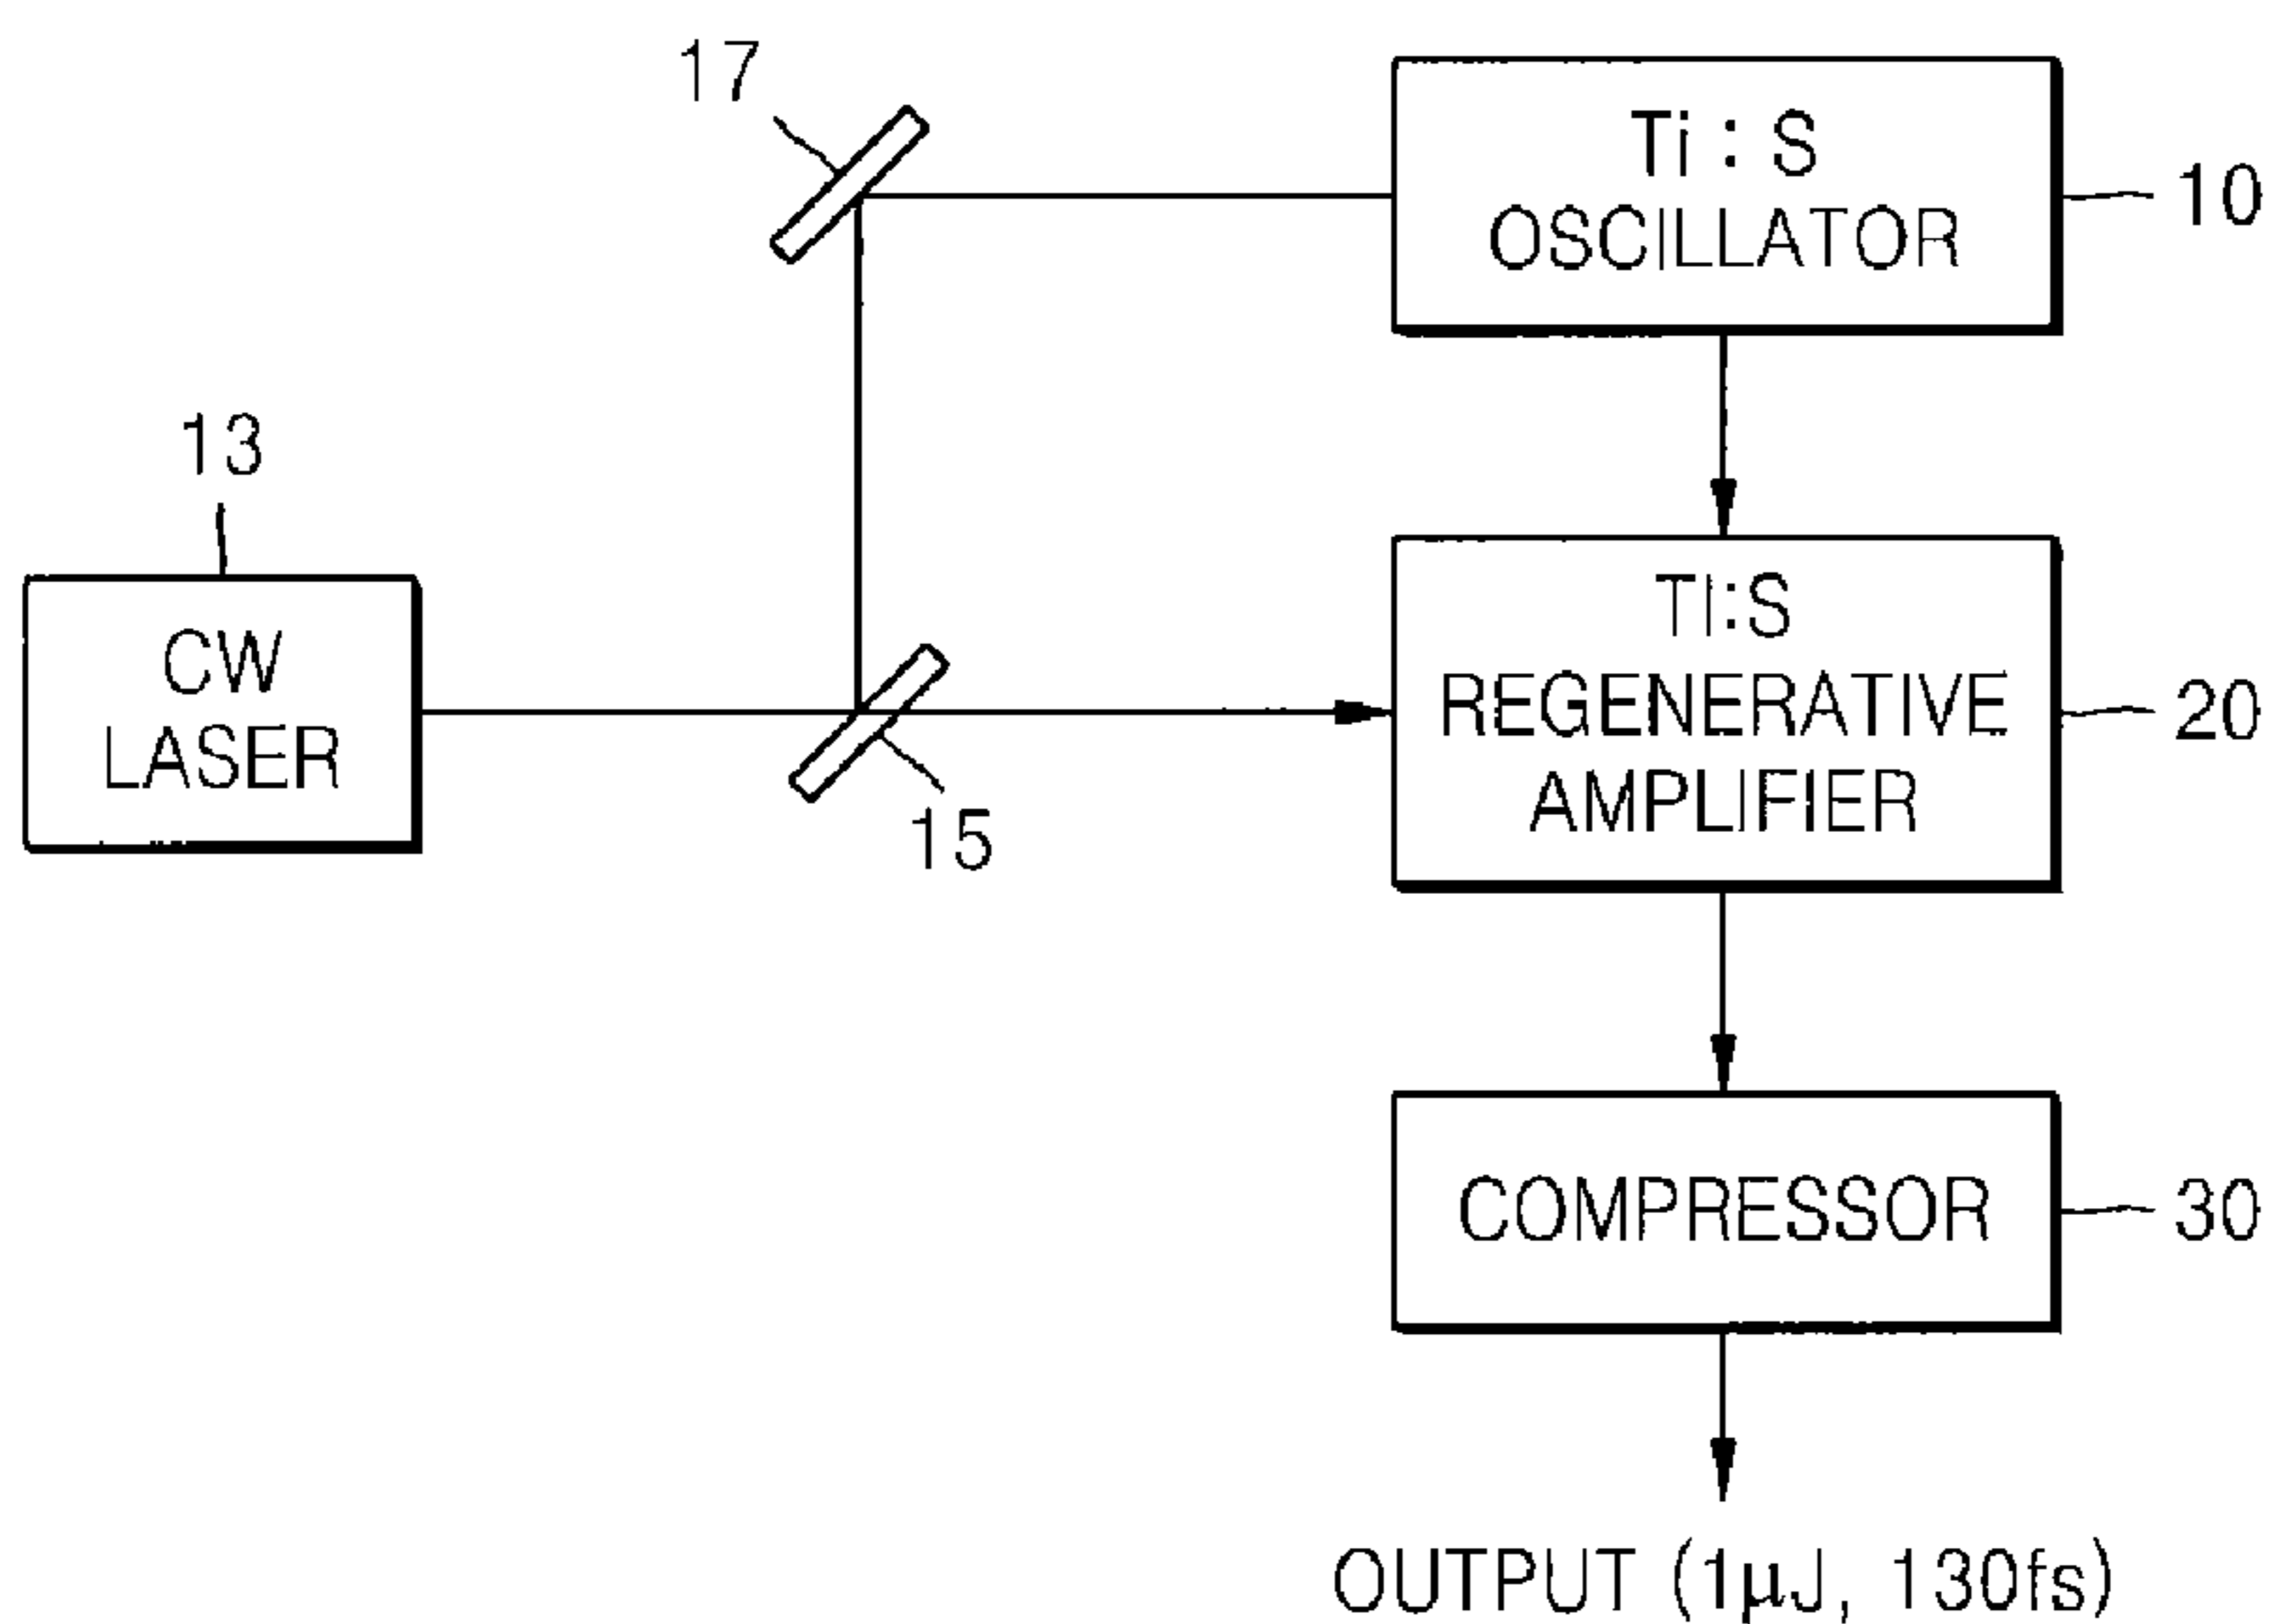 17
Ti : S
OSCILLATOR
10
13
CW
LASER
15
TI:S
REGENERATIVE
AMPLIFIER
20
COMPRESSOR
30
OUTPUT (1µJ, 130fs)